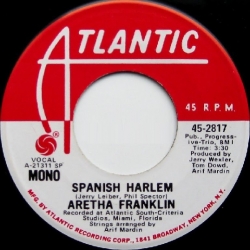 ATLANTIC
45 R.P.M.
VOCAL
A-21311 SP
MONO
45-2817
Pub., Progressive-Trio, BMI
Time: 3:30
Produced by:
Jerry Wexler,
Tom Dowd,
Arif Mardin
SPANISH HARLEM
(Jerry Leiber, Phil Spector)
ARETHA FRANKLIN
Recorded at Atlantic South-Criteria
Studios, Miami, Florida
Strings arranged by
Arif Mardin
MFG. BY ATLANTIC RECORDING CORP., 1841 BROADWAY, NEW YORK, N.Y.